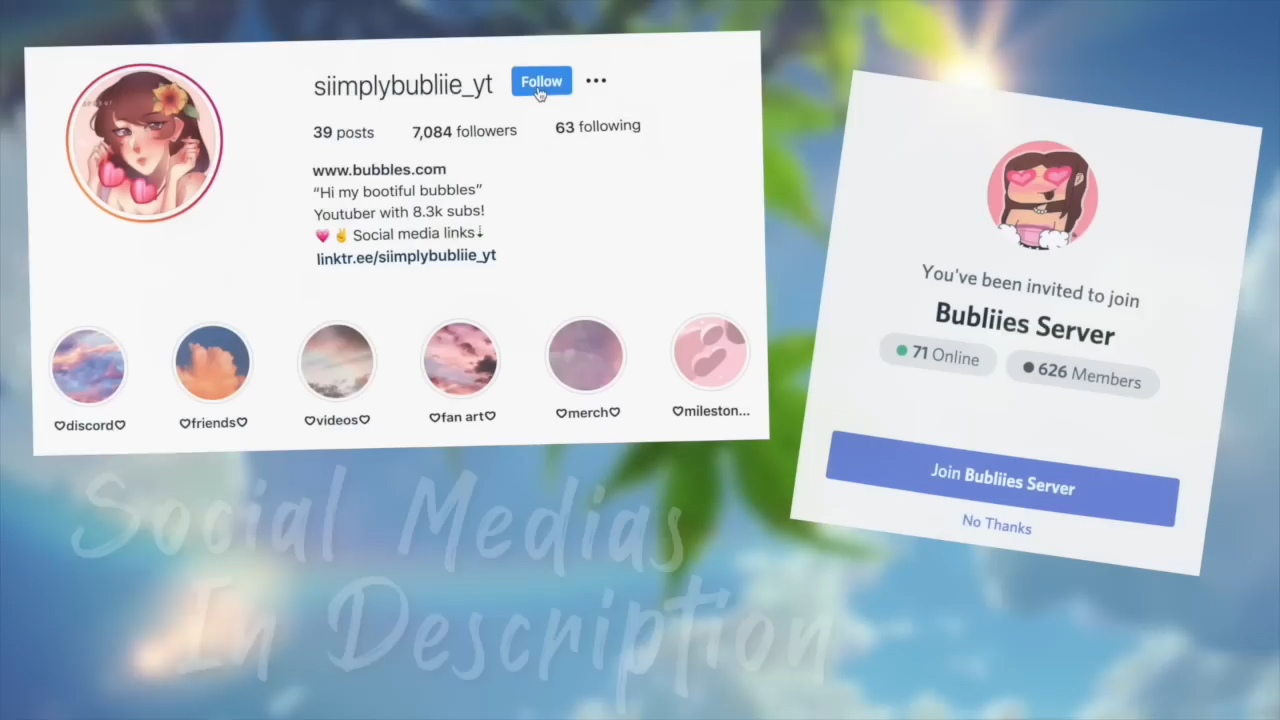 siimplybubliie_yt Follow •••
39 posts 7,084 followers 63 following
www.bubbles.com
“Hi my bootiful bubbles”
Youtuber with 8.3k subs!
💗✌️ Social media links↓
linktr.ee/siimplybubliie_yt
♡discord♡ ♡friends♡ ♡videos♡ ♡fan art♡ ♡merch♡ ♡mileston...
You've been invited to join
Bubliies Server
71 Online 626 Members
Join Bubliies Server
No Thanks
Social Medias
In Description